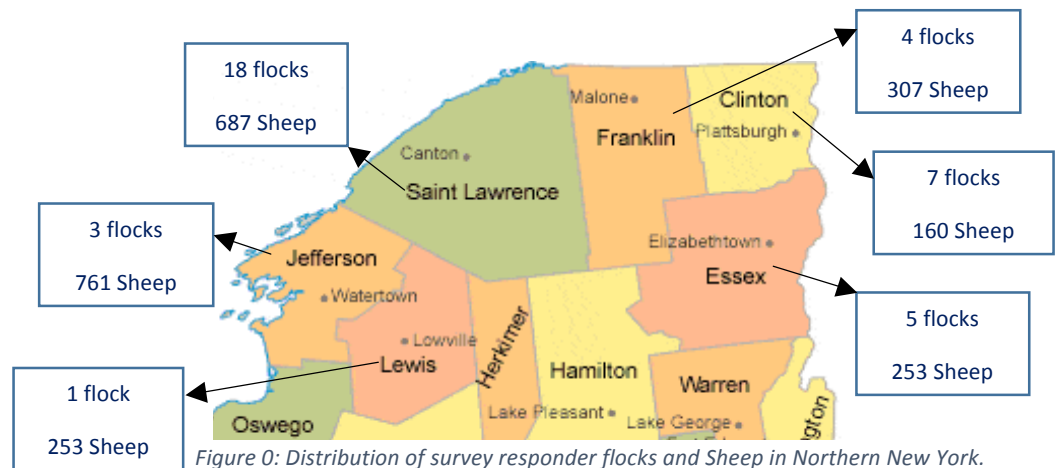 18 flocks
687 Sheep
4 flocks
307 Sheep
Malone
Clinton
Franklin
Plattsburgh
Canton
Saint Lawrence
7 flocks
160 Sheep
3 flocks
761 Sheep
Jefferson
Elizabethtown
Essex
Watertown
5 flocks
253 Sheep
Lowville
Lewis
Herkimer
Hamilton
Warren
1 flock
253 Sheep
Lake Pleasant
Lake George
Oswego
ngton
Figure 0: Distribution of survey responder flocks and Sheep in Northern New York.